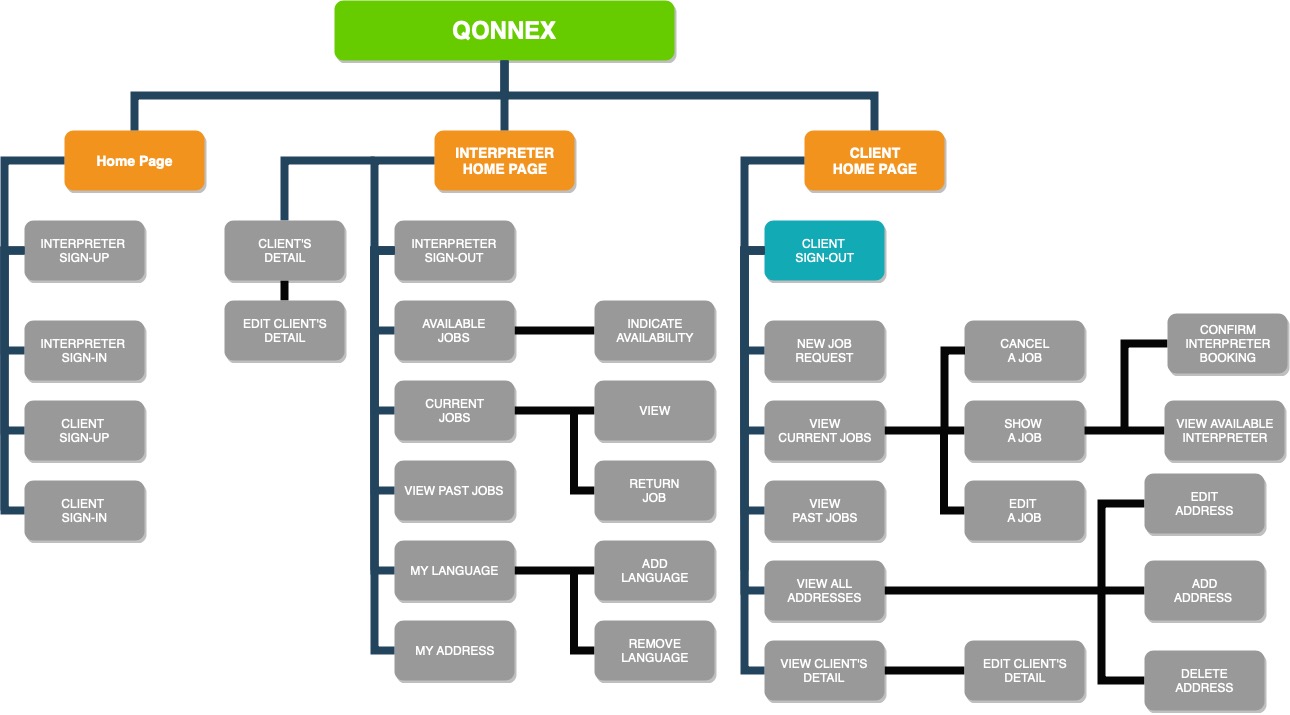 QONNEX
Home Page
INTERPRETER
HOME PAGE
CLIENT
HOME PAGE
INTERPRETER
SIGN-UP
INTERPRETER
SIGN-IN
CLIENT
SIGN-UP
CLIENT
SIGN-IN
CLIENT'S
DETAIL
EDIT CLIENT'S
DETAIL
INTERPRETER
SIGN-OUT
AVAILABLE
JOBS
INDICATE
AVAILABILITY
CURRENT
JOBS
VIEW
RETURN
JOB
VIEW PAST JOBS
MY LANGUAGE
ADD
LANGUAGE
REMOVE
LANGUAGE
MY ADDRESS
CLIENT
SIGN-OUT
NEW JOB
REQUEST
VIEW
CURRENT JOBS
CANCEL
A JOB
SHOW
A JOB
EDIT
A JOB
CONFIRM
INTERPRETER
BOOKING
VIEW AVAILABLE
INTERPRETER
VIEW
PAST JOBS
VIEW ALL
ADDRESSES
EDIT
ADDRESS
ADD
ADDRESS
DELETE
ADDRESS
VIEW CLIENT'S
DETAIL
EDIT CLIENT'S
DETAIL